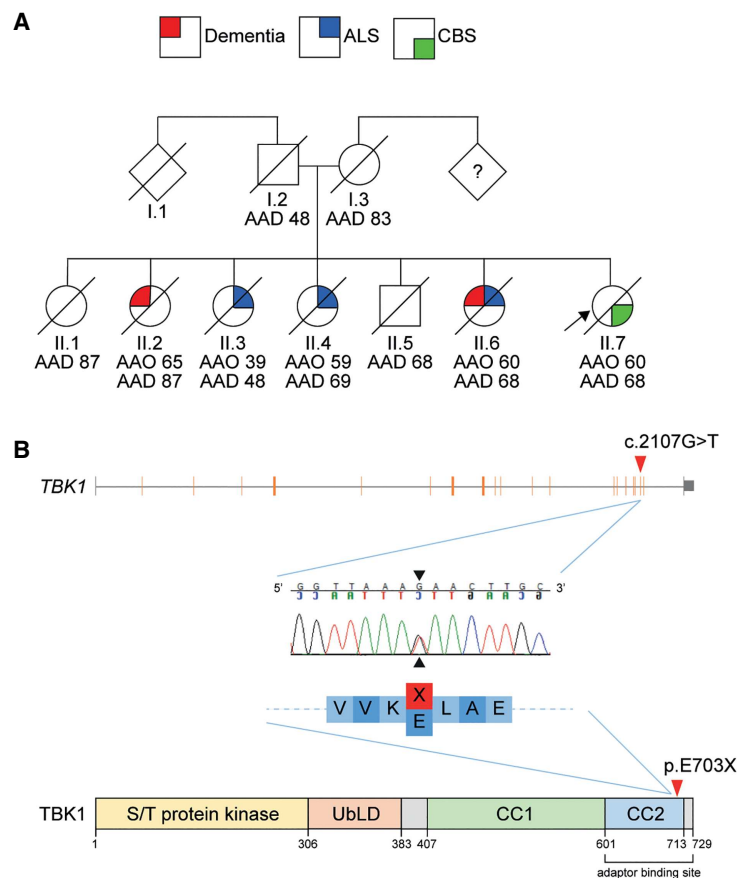 A
Dementia ALS CBS
?
I.1 I.2 I.3
AAD 48 AAD 83
II.1 II.2 II.3 II.4 II.5 II.6 II.7
AAD 87 AAO 65 AAO 39 AAO 59 AAD 68 AAO 60 AAO 60
AAD 87 AAD 48 AAD 69 AAD 68 AAD 68
B
c.2107G>T
TBK1
5' G G T T A A A G A A C T T G C 3'
C C A A T T T C T T G A A C G
X
V V K E L A E
p.E703X
TBK1 S/T protein kinase UbLD CC1 CC2
1 306 383 407 601 713 729
adaptor binding site